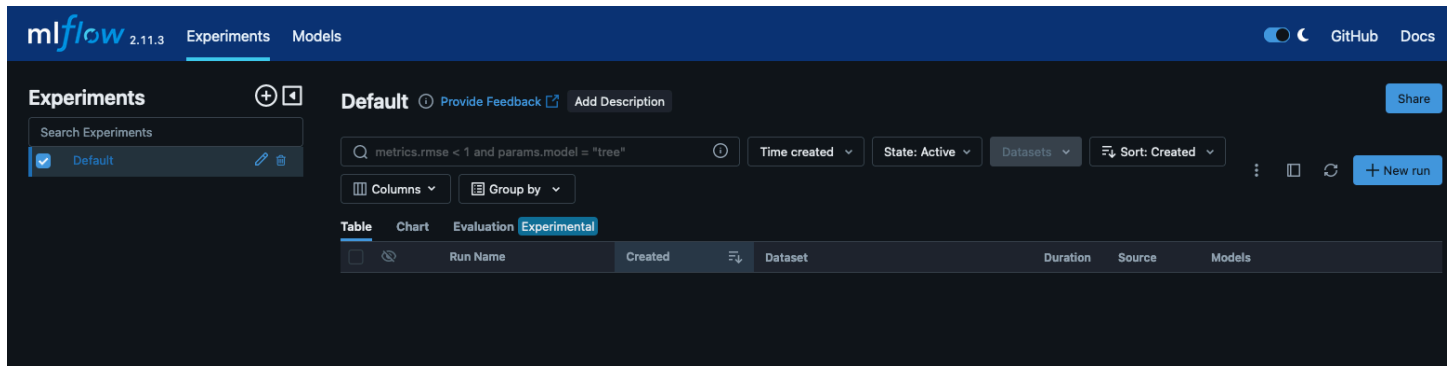 mlflow 2.11.3 Experiments Models GitHub Docs
Experiments
Search Experiments
Default
Default Provide Feedback Add Description Share
metrics.rmse < 1 and params.model = "tree" Time created State: Active Datasets Sort: Created + New run
Columns Group by
Table Chart Evaluation Experimental
Run Name Created Dataset Duration Source Models